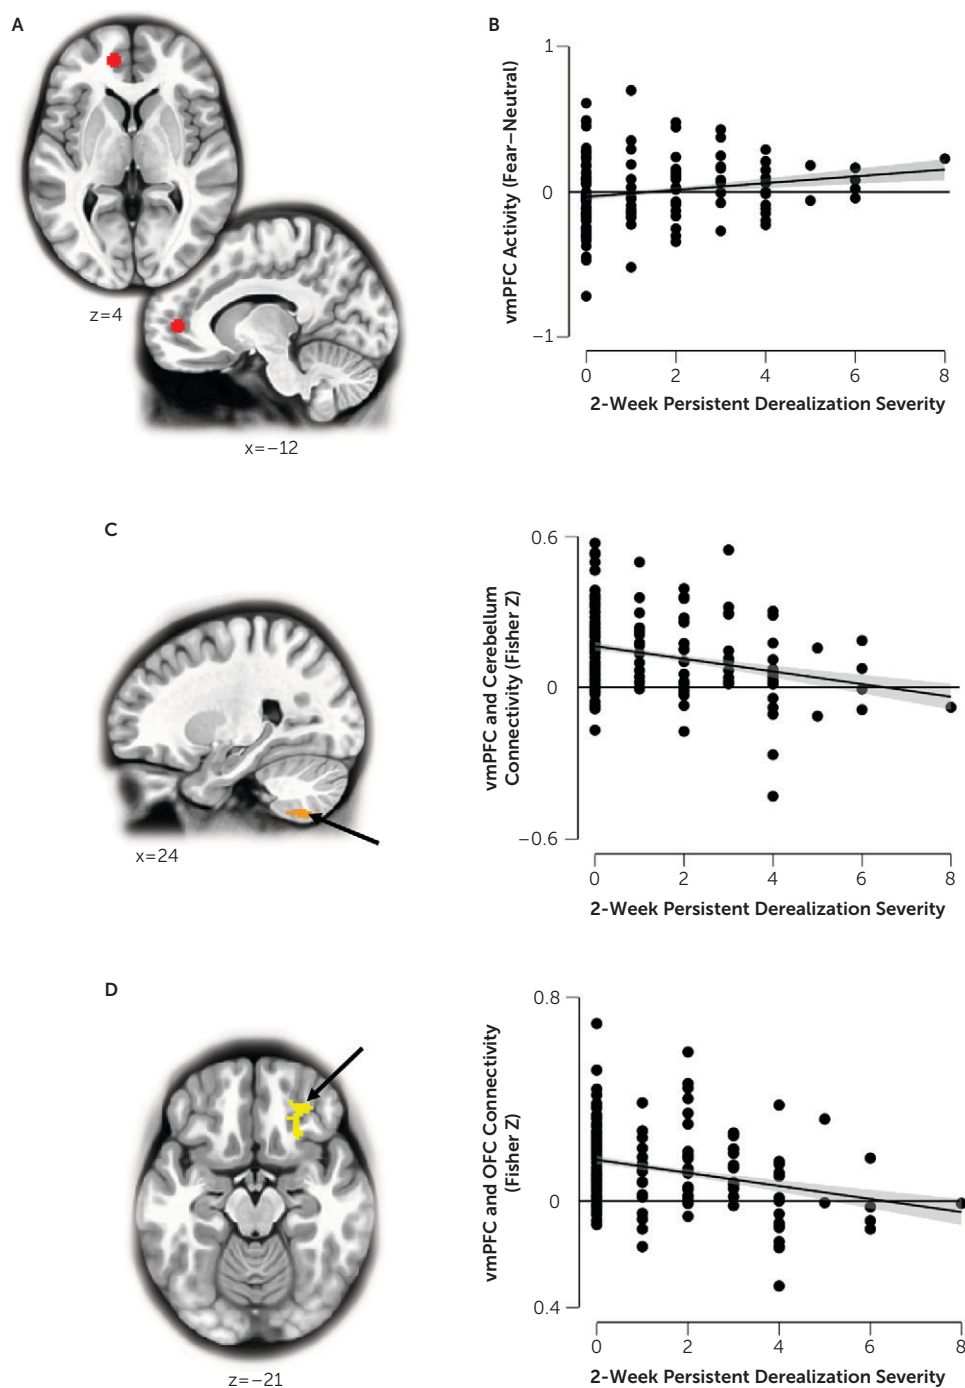 A
z=4
x=−12
B
vmPFC Activity (Fear−Neutral)
1
0
−1
0 2 4 6 8
2-Week Persistent Derealization Severity
C
x=24
vmPFC and Cerebellum
Connectivity (Fisher Z)
0.6
0
−0.6
0 2 4 6 8
2-Week Persistent Derealization Severity
D
z=−21
vmPFC and OFC Connectivity
(Fisher Z)
0.8
0
0.4
0 2 4 6 8
2-Week Persistent Derealization Severity